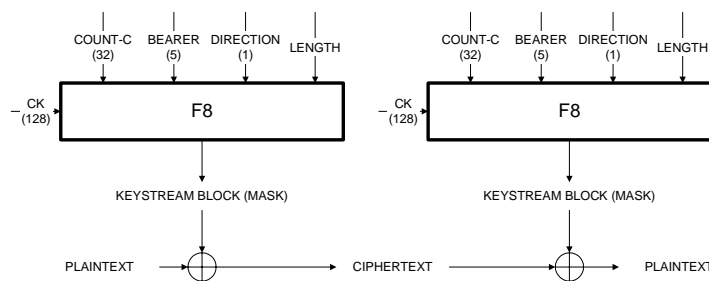 COUNT-C BEARER DIRECTION LENGTH COUNT-C BEARER DIRECTION LENGTH
(32) (5) (1) (32) (5) (1)
CK F8 CK F8
(128) (128)
KEYSTREAM BLOCK (MASK) KEYSTREAM BLOCK (MASK)
PLAINTEXT CIPHERTEXT PLAINTEXT